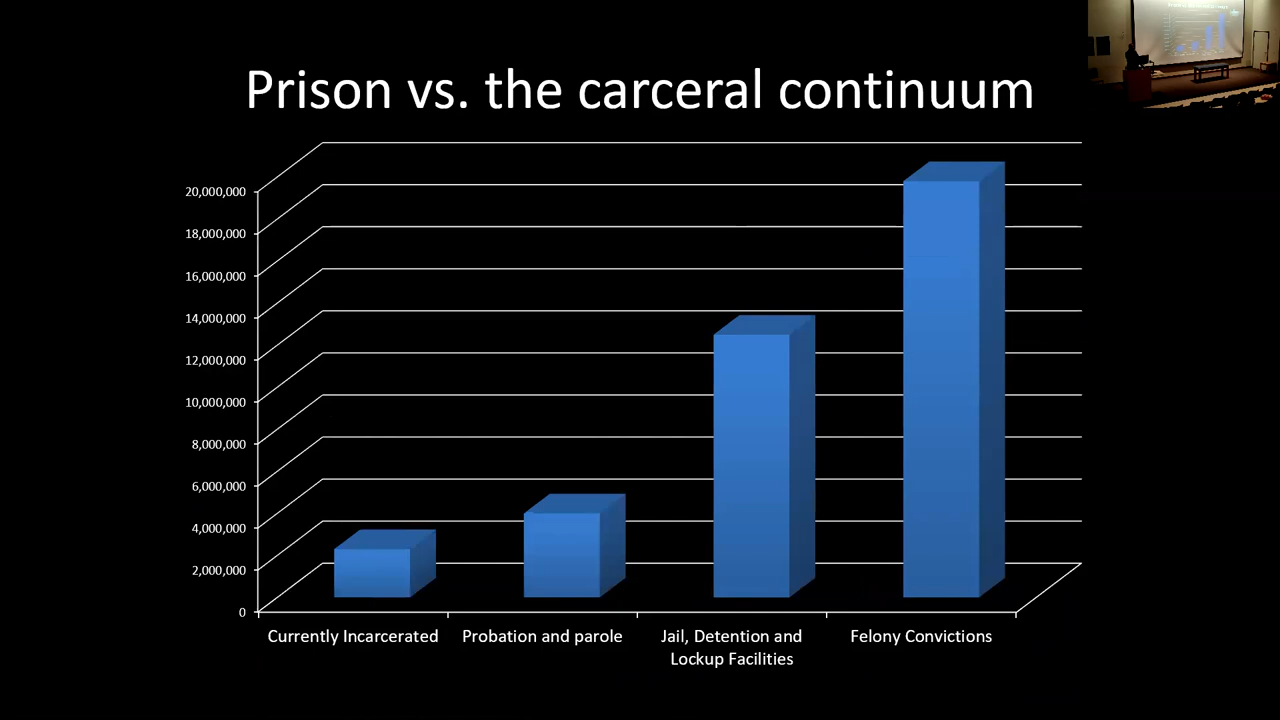 Prison vs. the carceral continuum
20,000,000
18,000,000
16,000,000
14,000,000
12,000,000
10,000,000
8,000,000
6,000,000
4,000,000
2,000,000
0
Currently Incarcerated
Probation and parole
Jail, Detention and
Lockup Facilities
Felony Convictions